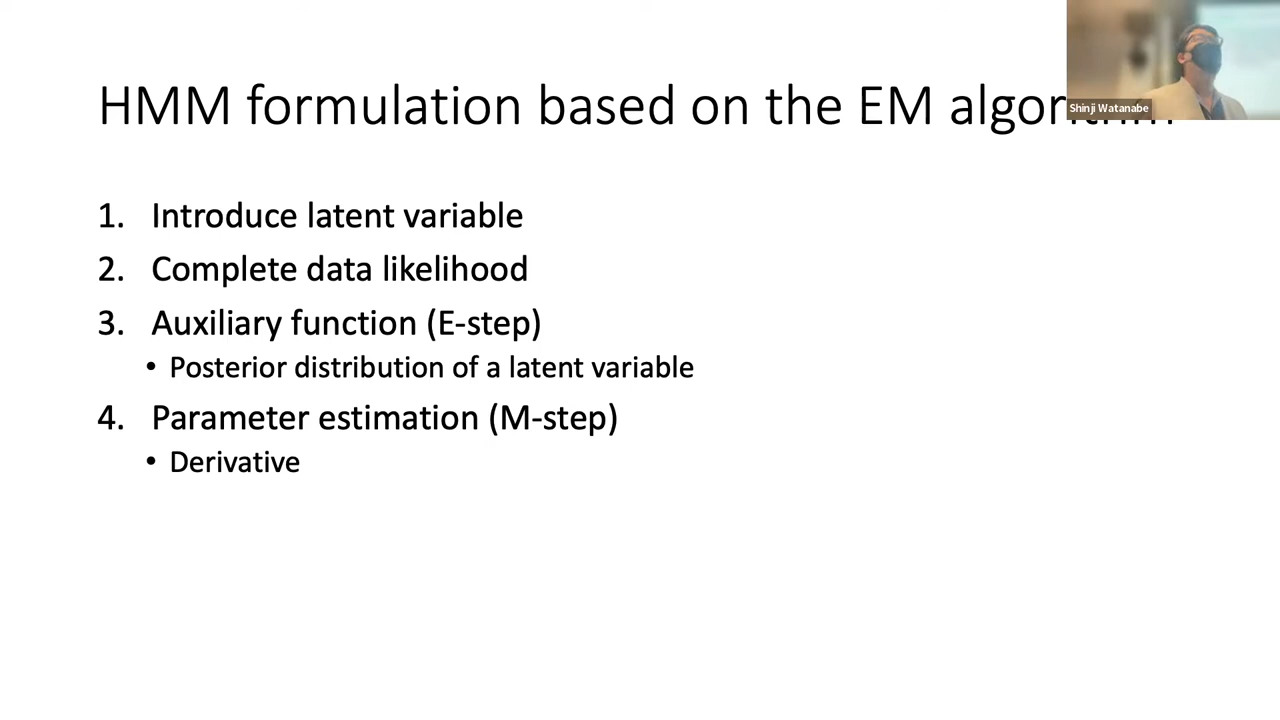 HMM formulation based on the EM algorithm
Shinji Watanabe
1. Introduce latent variable
2. Complete data likelihood
3. Auxiliary function (E-step)
• Posterior distribution of a latent variable
4. Parameter estimation (M-step)
• Derivative